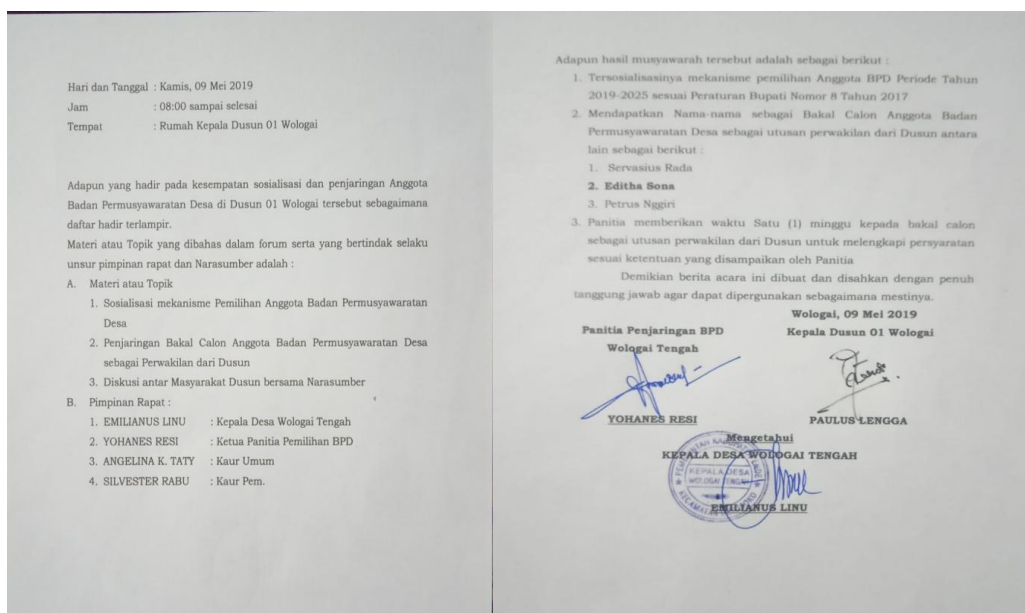 Hari dan Tanggal : Kamis, 09 Mei 2019
Jam : 08:00 sampai selesai
Tempat : Rumah Kepala Dusun 01 Wologai
Adapun yang hadir pada kesempatan sosialisasi dan penjaringan Anggota
Badan Permusyawaratan Desa di Dusun 01 Wologai tersebut sebagaimana
daftar hadir terlampir.
Materi atau Topik yang dibahas dalam forum serta yang bertindak selaku
unsur pimpinan rapat dan Narasumber adalah :
A. Materi atau Topik
1. Sosialisasi mekanisme Pemilihan Anggota Badan Permusyawaratan
Desa
2. Penjaringan Bakal Calon Anggota Badan Permusyawaratan Desa
sebagai Perwakilan dari Dusun
3. Diskusi antar Masyarakat Dusun bersama Narasumber
B. Pimpinan Rapat :
1. EMILIANUS LINU : Kepala Desa Wologai Tengah
2. YOHANES RESI : Ketua Panitia Pemilihan BPD
3. ANGELINA K. TATY : Kaur Umum
4. SILVESTER RABU : Kaur Pem.
Adapun hasil musyawarah tersebut adalah sebagai berikut :
1. Tersosialisasinya mekanisme pemilihan Anggota BPD Periode Tahun
2019-2025 sesuai Peraturan Bupati Nomor 8 Tahun 2017
2. Mendapatkan Nama-nama sebagai Bakal Calon Anggota Badan
Permusyawaratan Desa sebagai utusan perwakilan dari Dusun antara
lain sebagai berikut :
1. Servasius Rada
2. Editha Sona
3. Petrus Nggiri
3. Panitia memberikan waktu Satu (1) minggu kepada bakal calon
sebagai utusan perwakilan dari Dusun untuk melengkapi persyaratan
sesuai ketentuan yang disampaikan oleh Panitia
Demikian berita acara ini dibuat dan disahkan dengan penuh
tanggung jawab agar dapat dipergunakan sebagaimana mestinya.
Wologai, 09 Mei 2019
Panitia Penjaringan BPD Kepala Dusun 01 Wologai
Wologai Tengah
YOHANES RESI PAULUS LENGGA
Mengetahui
KEPALA DESA WOLOGAI TENGAH
KEPALA DESA
WOLOGAI TENGAH
EMILIANUS LINU